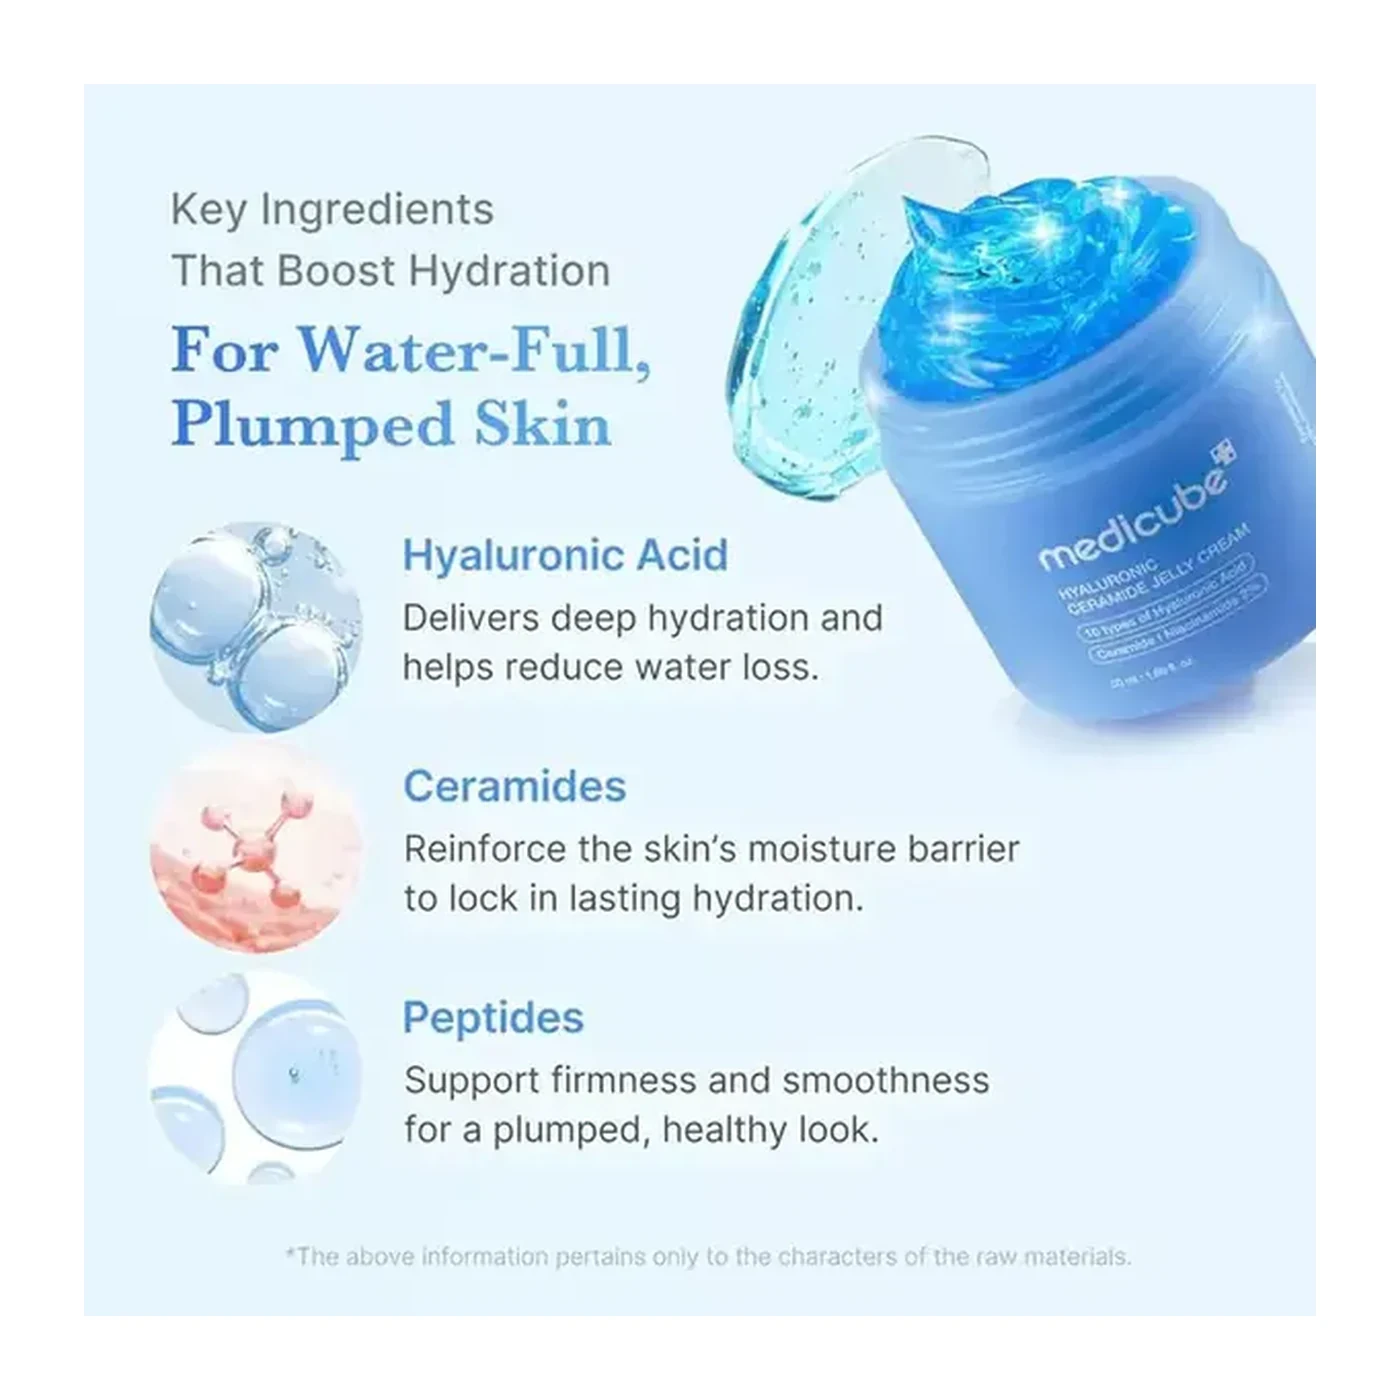 Key Ingredients
That Boost Hydration
For Water-Full,
Plumped Skin
medicube
HYALURONIC
CERAMIDE JELLY CREAM
10 types of Hyaluronic Acid
Ceramide I Niacinamide 2%
Hyaluronic Acid
Delivers deep hydration and
helps reduce water loss.
Ceramides
Reinforce the skin's moisture barrier
to lock in lasting hydration.
Peptides
Support firmness and smoothness
for a plumped, healthy look.
*The above information pertains only to the characters of the raw materials.